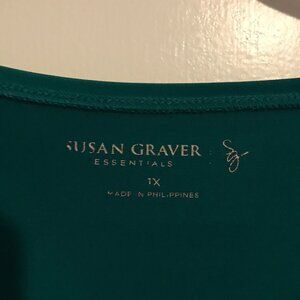 SUSAN GRAVER
ESSENTIALS
1X
MADE IN PHILIPPINES